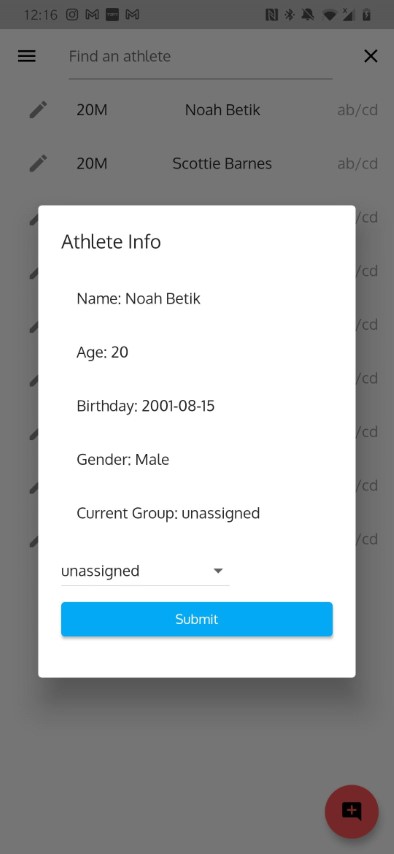 12:16
Find an athlete
20M Noah Betik ab/cd
20M Scottie Barnes ab/cd
/cd
Athlete Info
/cd
Name: Noah Betik
/cd
Age: 20
/cd
Birthday: 2001-08-15
/cd
Gender: Male
/cd
Current Group: unassigned
/cd
unassigned
Submit